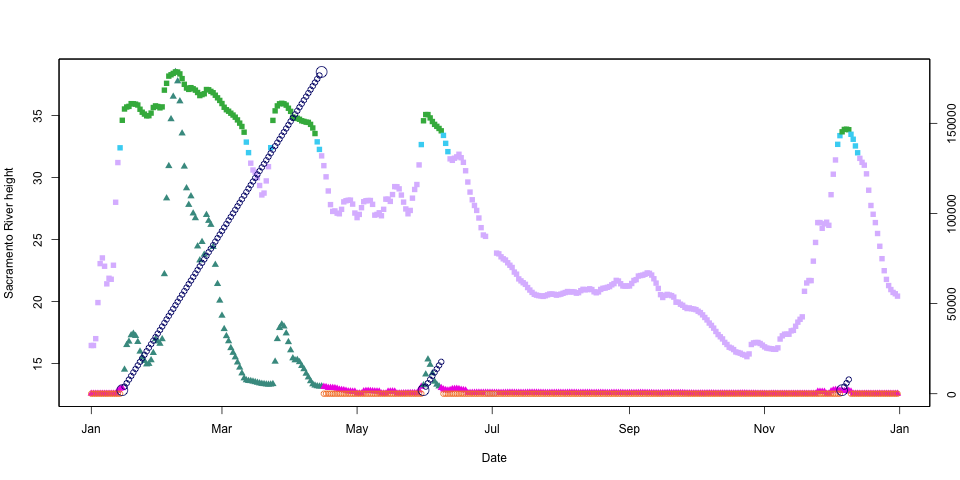 Sacramento River height
35
30
25
20
15
150000
100000
50000
0
Jan
Mar
May
Jul
Sep
Nov
Jan
Date